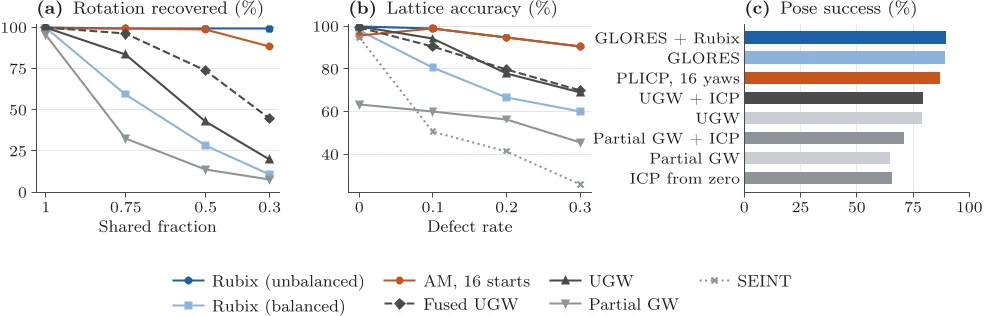 (a) Rotation recovered (%)
100
75
50
25
0
1 0.75 0.5 0.3
Shared fraction
(b) Lattice accuracy (%)
100
80
60
40
0 0.1 0.2 0.3
Defect rate
(c) Pose success (%)
GLORES + Rubix
GLORES
PLICP, 16 yaws
UGW + ICP
UGW
Partial GW + ICP
Partial GW
ICP from zero
0 25 50 75 100
Rubix (unbalanced)
Rubix (balanced)
AM, 16 starts
Fused UGW
UGW
Partial GW
SEINT